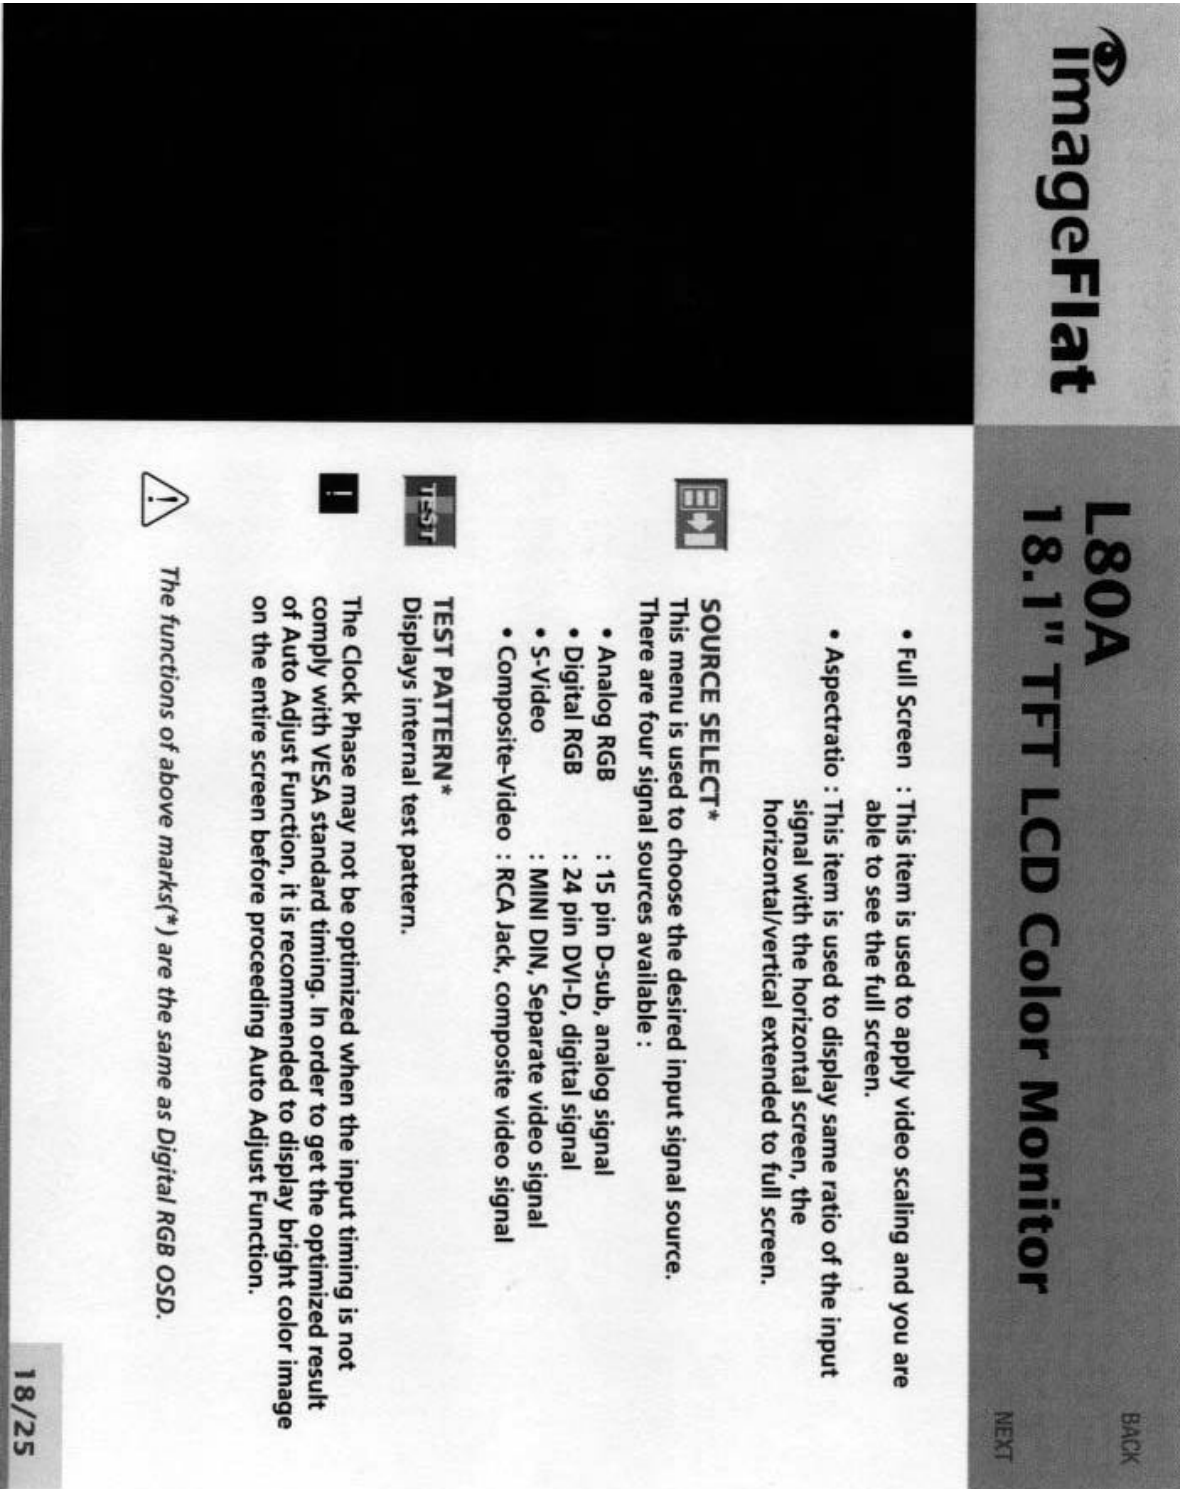 imageFlat
L80A
18.1" TFT LCD Color Monitor
BACK
NEXT
• Full Screen : This item is used to apply video scaling and you are
able to see the full screen.
• Aspectratio : This item is used to display same ratio of the input
signal with the horizontal screen, the
horizontal/vertical extended to full screen.
SOURCE SELECT*
This menu is used to choose the desired input signal source.
There are four signal sources available :
• Analog RGB : 15 pin D-sub, analog signal
• Digital RGB : 24 pin DVI-D, digital signal
• S-Video : MINI DIN, Separate video signal
• Composite-Video : RCA Jack, composite video signal
TEST
TEST PATTERN*
Displays internal test pattern.
!
The Clock Phase may not be optimized when the input timing is not
comply with VESA standard timing. In order to get the optimized result
of Auto Adjust Function, it is recommended to display bright color image
on the entire screen before proceeding Auto Adjust Function.
!
The functions of above marks(*) are the same as Digital RGB OSD.
18/25